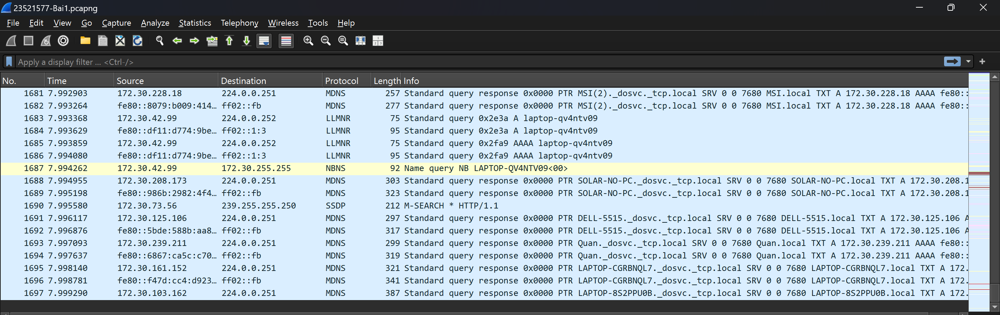 23521577-Bai1.pcapng
File Edit View Go Capture Analyze Statistics Telephony Wireless Tools Help
Apply a display filter ... <Ctrl-/>
No. Time Source Destination Protocol Length Info
1681 7.992903 172.30.228.18 224.0.0.251 MDNS 257 Standard query response 0x0000 PTR MSI(2)._dosvc._tcp.local SRV 0 0 7680 MSI.local TXT A 172.30.228.18 AAAA fe80::
1682 7.993264 fe80::8079:b009:414… ff02::fb MDNS 277 Standard query response 0x0000 PTR MSI(2)._dosvc._tcp.local SRV 0 0 7680 MSI.local TXT A 172.30.228.18 AAAA fe80::
1683 7.993368 172.30.42.99 224.0.0.252 LLMNR 75 Standard query 0x2e3a A laptop-qv4ntv09
1684 7.993629 fe80::df11:d774:9be… ff02::1:3 LLMNR 95 Standard query 0x2e3a A laptop-qv4ntv09
1685 7.993859 172.30.42.99 224.0.0.252 LLMNR 75 Standard query 0x2fa9 AAAA laptop-qv4ntv09
1686 7.994080 fe80::df11:d774:9be… ff02::1:3 LLMNR 95 Standard query 0x2fa9 AAAA laptop-qv4ntv09
1687 7.994262 172.30.42.99 172.30.255.255 NBNS 92 Name query NB LAPTOP-QV4NTV09<00>
1688 7.994955 172.30.208.173 224.0.0.251 MDNS 303 Standard query response 0x0000 PTR SOLAR-NO-PC._dosvc._tcp.local SRV 0 0 7680 SOLAR-NO-PC.local TXT A 172.30.208.1
1689 7.995198 fe80::986b:2982:4f4… ff02::fb MDNS 323 Standard query response 0x0000 PTR SOLAR-NO-PC._dosvc._tcp.local SRV 0 0 7680 SOLAR-NO-PC.local TXT A 172.30.208.1
1690 7.995580 172.30.73.56 239.255.255.250 SSDP 212 M-SEARCH * HTTP/1.1
1691 7.996117 172.30.125.106 224.0.0.251 MDNS 297 Standard query response 0x0000 PTR DELL-5515._dosvc._tcp.local SRV 0 0 7680 DELL-5515.local TXT A 172.30.125.106 A
1692 7.996876 fe80::5bde:588b:aa8… ff02::fb MDNS 317 Standard query response 0x0000 PTR DELL-5515._dosvc._tcp.local SRV 0 0 7680 DELL-5515.local TXT A 172.30.125.106 A
1693 7.997093 172.30.239.211 224.0.0.251 MDNS 299 Standard query response 0x0000 PTR Quan._dosvc._tcp.local SRV 0 0 7680 Quan.local TXT A 172.30.239.211 AAAA fe80::
1694 7.997637 fe80::6867:ca5c:c70… ff02::fb MDNS 319 Standard query response 0x0000 PTR Quan._dosvc._tcp.local SRV 0 0 7680 Quan.local TXT A 172.30.239.211 AAAA fe80::
1695 7.998140 172.30.161.152 224.0.0.251 MDNS 321 Standard query response 0x0000 PTR LAPTOP-CGRBNQL7._dosvc._tcp.local SRV 0 0 7680 LAPTOP-CGRBNQL7.local TXT A 172.
1696 7.998781 fe80::f47d:cc4:d923… ff02::fb MDNS 341 Standard query response 0x0000 PTR LAPTOP-CGRBNQL7._dosvc._tcp.local SRV 0 0 7680 LAPTOP-CGRBNQL7.local TXT A 172.
1697 7.999290 172.30.103.162 224.0.0.251 MDNS 387 Standard query response 0x0000 PTR LAPTOP-8S2PPU0B._dosvc._tcp.local SRV 0 0 7680 LAPTOP-8S2PPU0B.local TXT A 172.